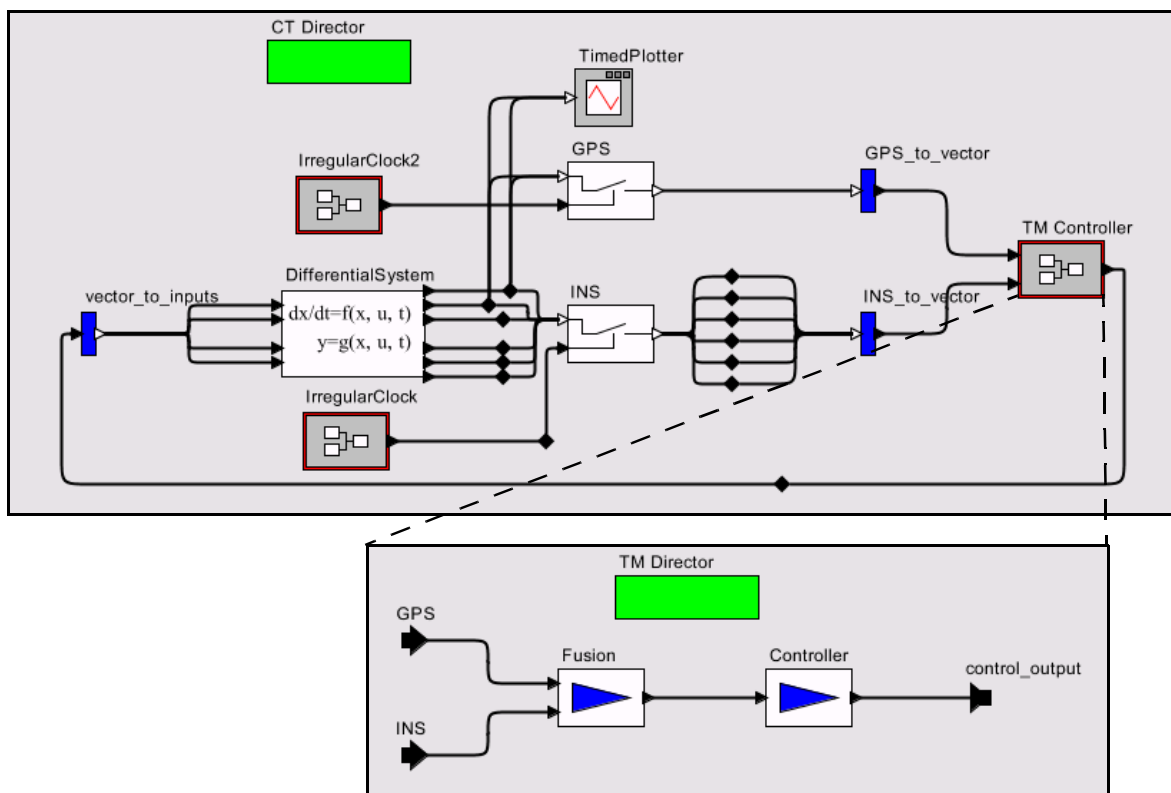 CT Director
TimedPlotter
IrregularClock2
GPS
GPS_to_vector
TM Controller
DifferentialSystem
vector_to_inputs
dx/dt=f(x, u, t)
y=g(x, u, t)
INS
INS_to_vector
IrregularClock
TM Director
GPS
Fusion
Controller
control_output
INS